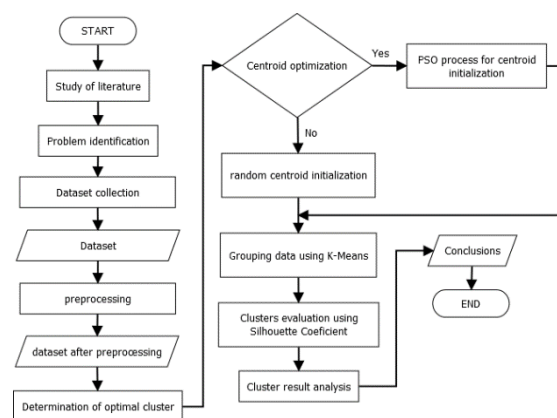 START
Study of literature
Problem identification
Dataset collection
Dataset
preprocessing
dataset after preprocessing
Determination of optimal cluster
Centroid optimization
Yes
PSO process for centroid
initialization
No
random centroid initialization
Grouping data using K-Means
Clusters evaluation using
Silhouette Coeficient
Cluster result analysis
Conclusions
END